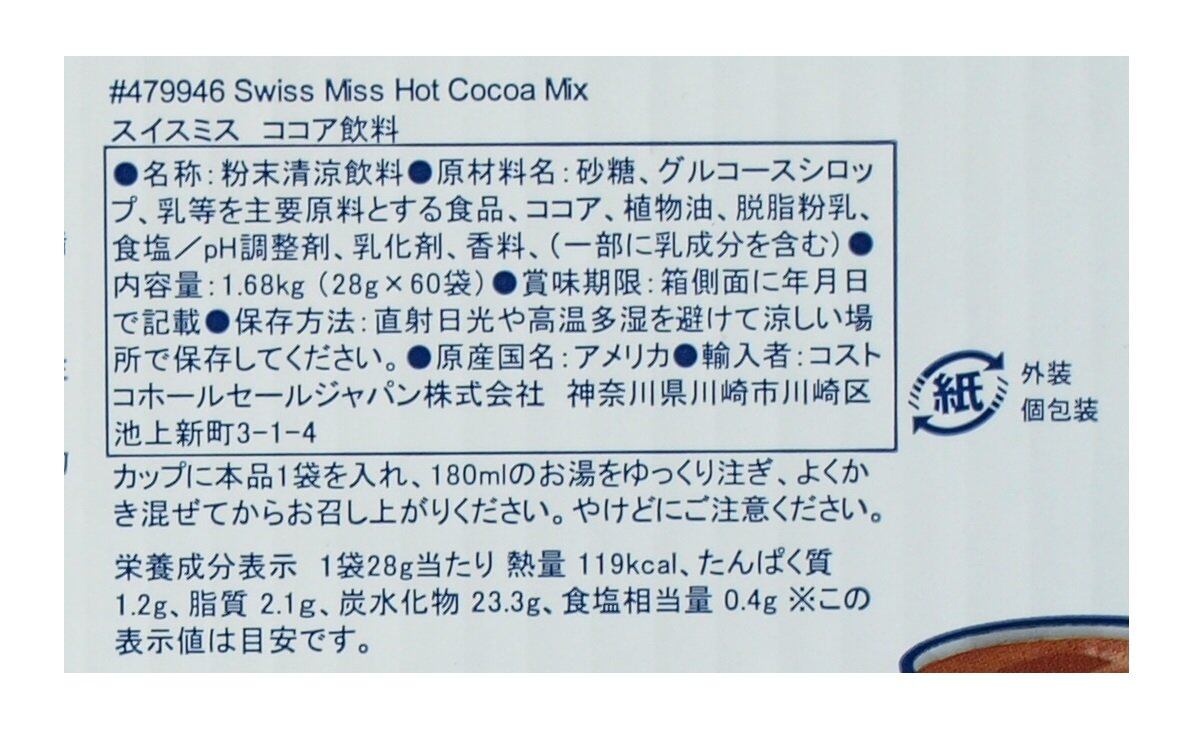 #479946 Swiss Miss Hot Cocoa Mix
スイスミス ココア飲料
●名称:粉末清涼飲料●原材料名:砂糖、グルコースシロッ
プ、乳等を主要原料とする食品、ココア、植物油、脱脂粉乳、
食塩/pH調整剤、乳化剤、香料、(一部に乳成分を含む)●
内容量:1.68kg(28g×60袋)●賞味期限:箱側面に年月日
で記載●保存方法:直射日光や高温多湿を避けて涼しい場
所で保存してください。●原産国名:アメリカ●輸入者:コスト
コホールセールジャパン株式会社 神奈川県川崎市川崎区
池上新町3-1-4
紙
外装
個包装
カップに本品1袋を入れ、180mlのお湯をゆっくり注ぎ、よくか
き混ぜてからお召し上がりください。やけどにご注意ください。
栄養成分表示 1袋28g当たり 熱量 119kcal、たんぱく質
1.2g、脂質 2.1g、炭水化物 23.3g、食塩相当量 0.4g ※この
表示値は目安です。